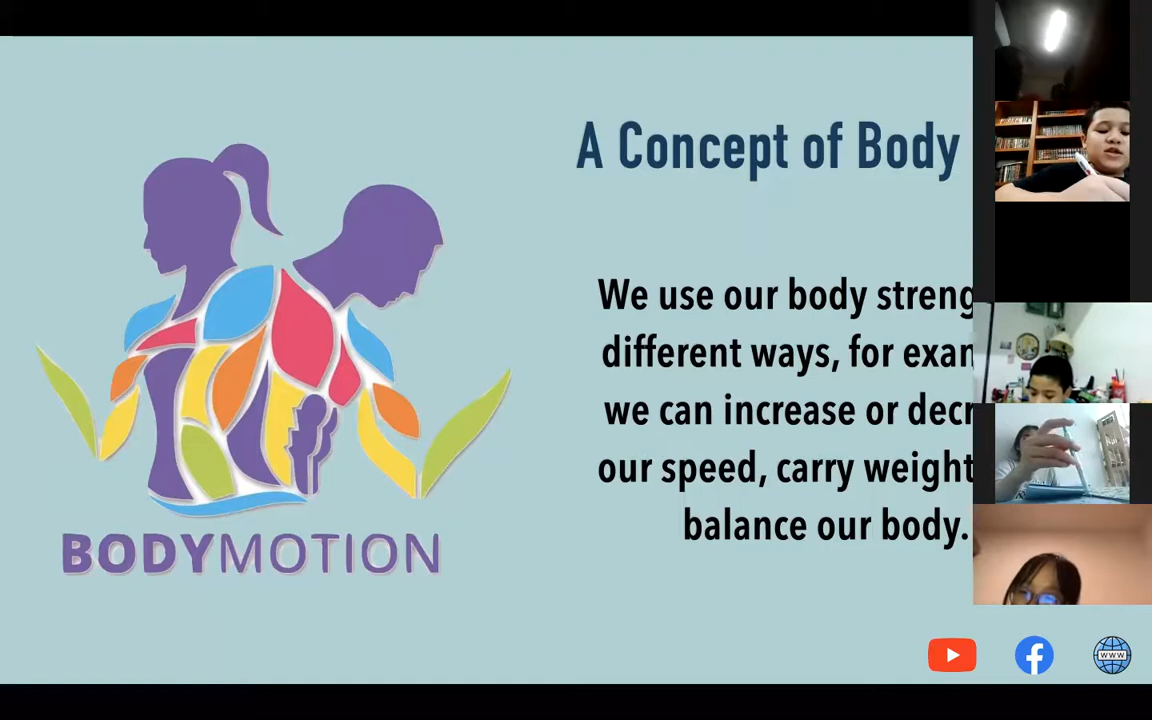 A Concept of Body
We use our body streng
different ways, for exan
we can increase or decr
our speed, carry weight
balance our body.
BODYMOTION
www